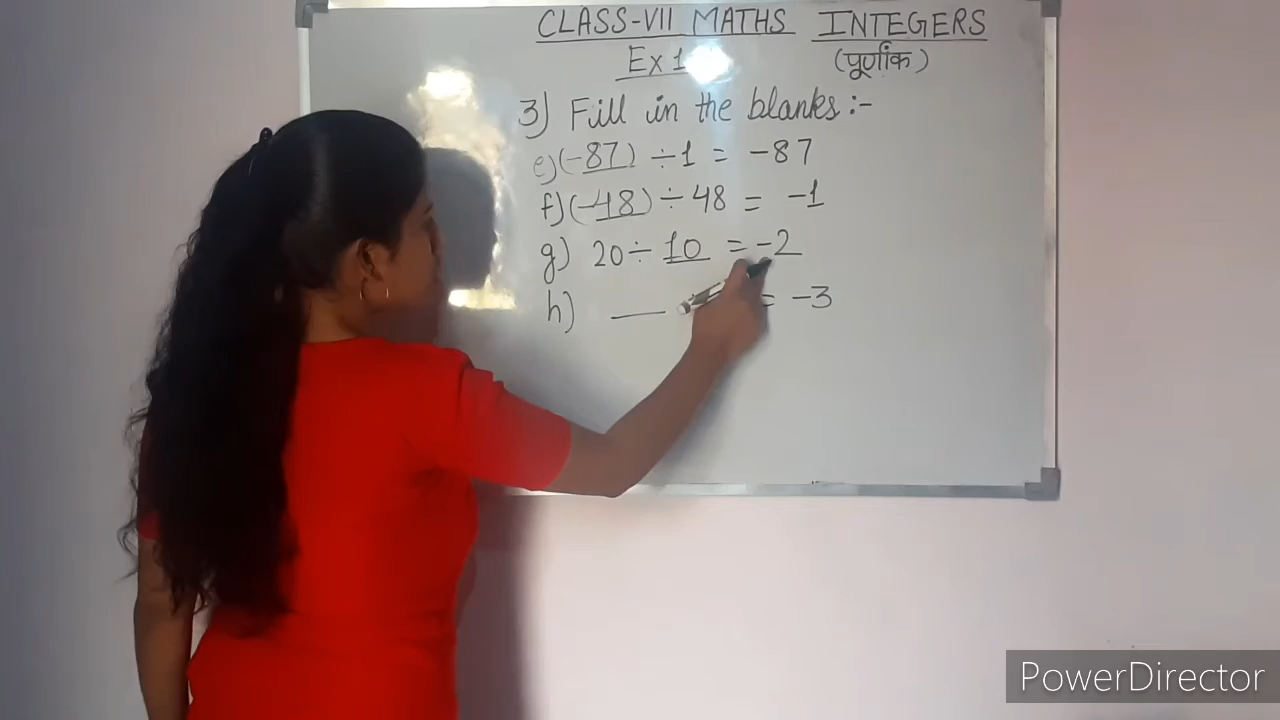 CLASS-VII MATHS INTEGERS
Ex 1 (पूर्णांक)
3) Fill in the blanks :-
e) (-87) ÷ 1 = -87
f) (-48) ÷ 48 = -1
g) 20 ÷ 10 = -2
h) ___ = -3
PowerDirector